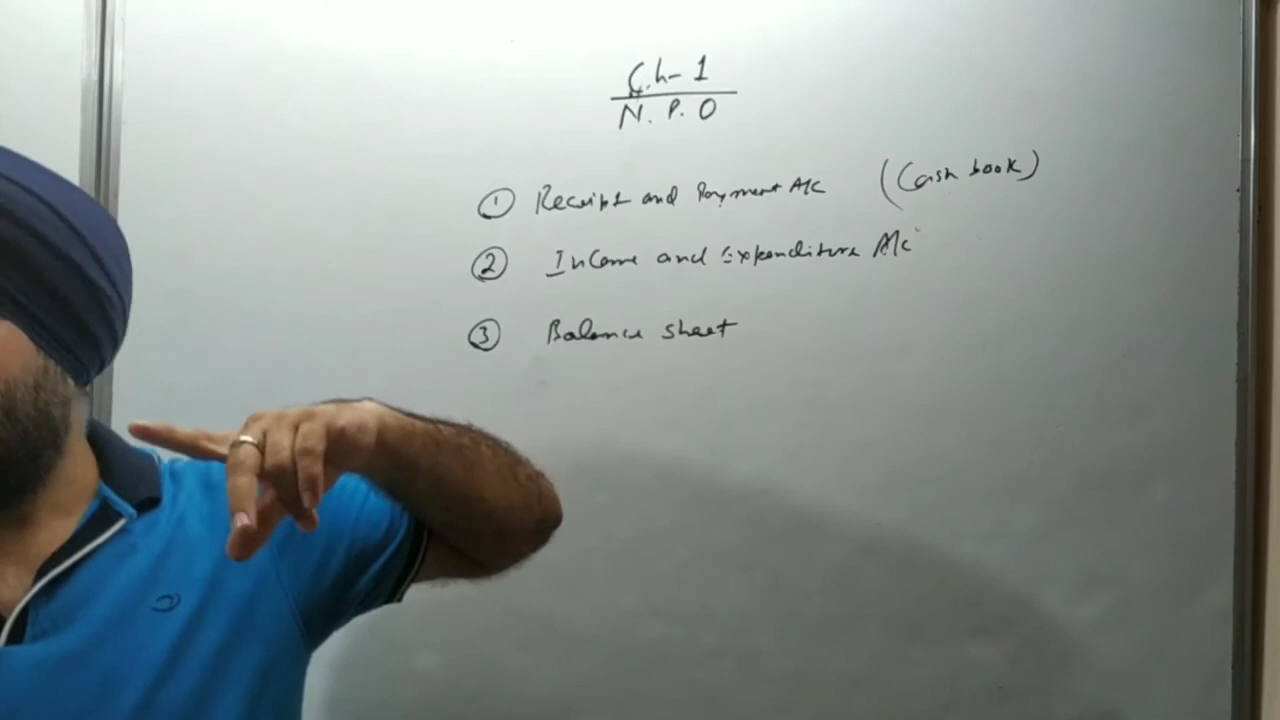 Ch-1
N.P.O
① Receipt and Payment A/c (Cash book)
② Income and Expenditure A/c
③ Balance sheet